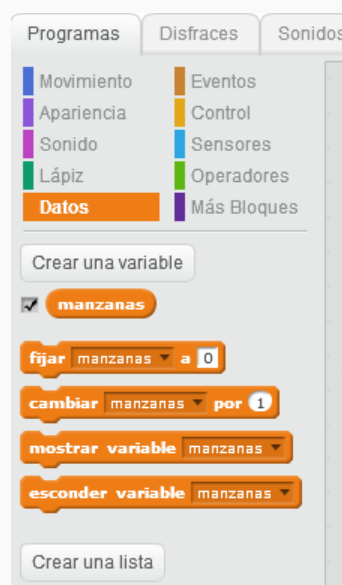 Programas Disfraces Sonidos
Movimiento Eventos
Apariencia Control
Sonido Sensores
Lápiz Operadores
Datos Más Bloques
Crear una variable
manzanas
fijar manzanas a 0
cambiar manzanas por 1
mostrar variable manzanas
esconder variable manzanas
Crear una lista